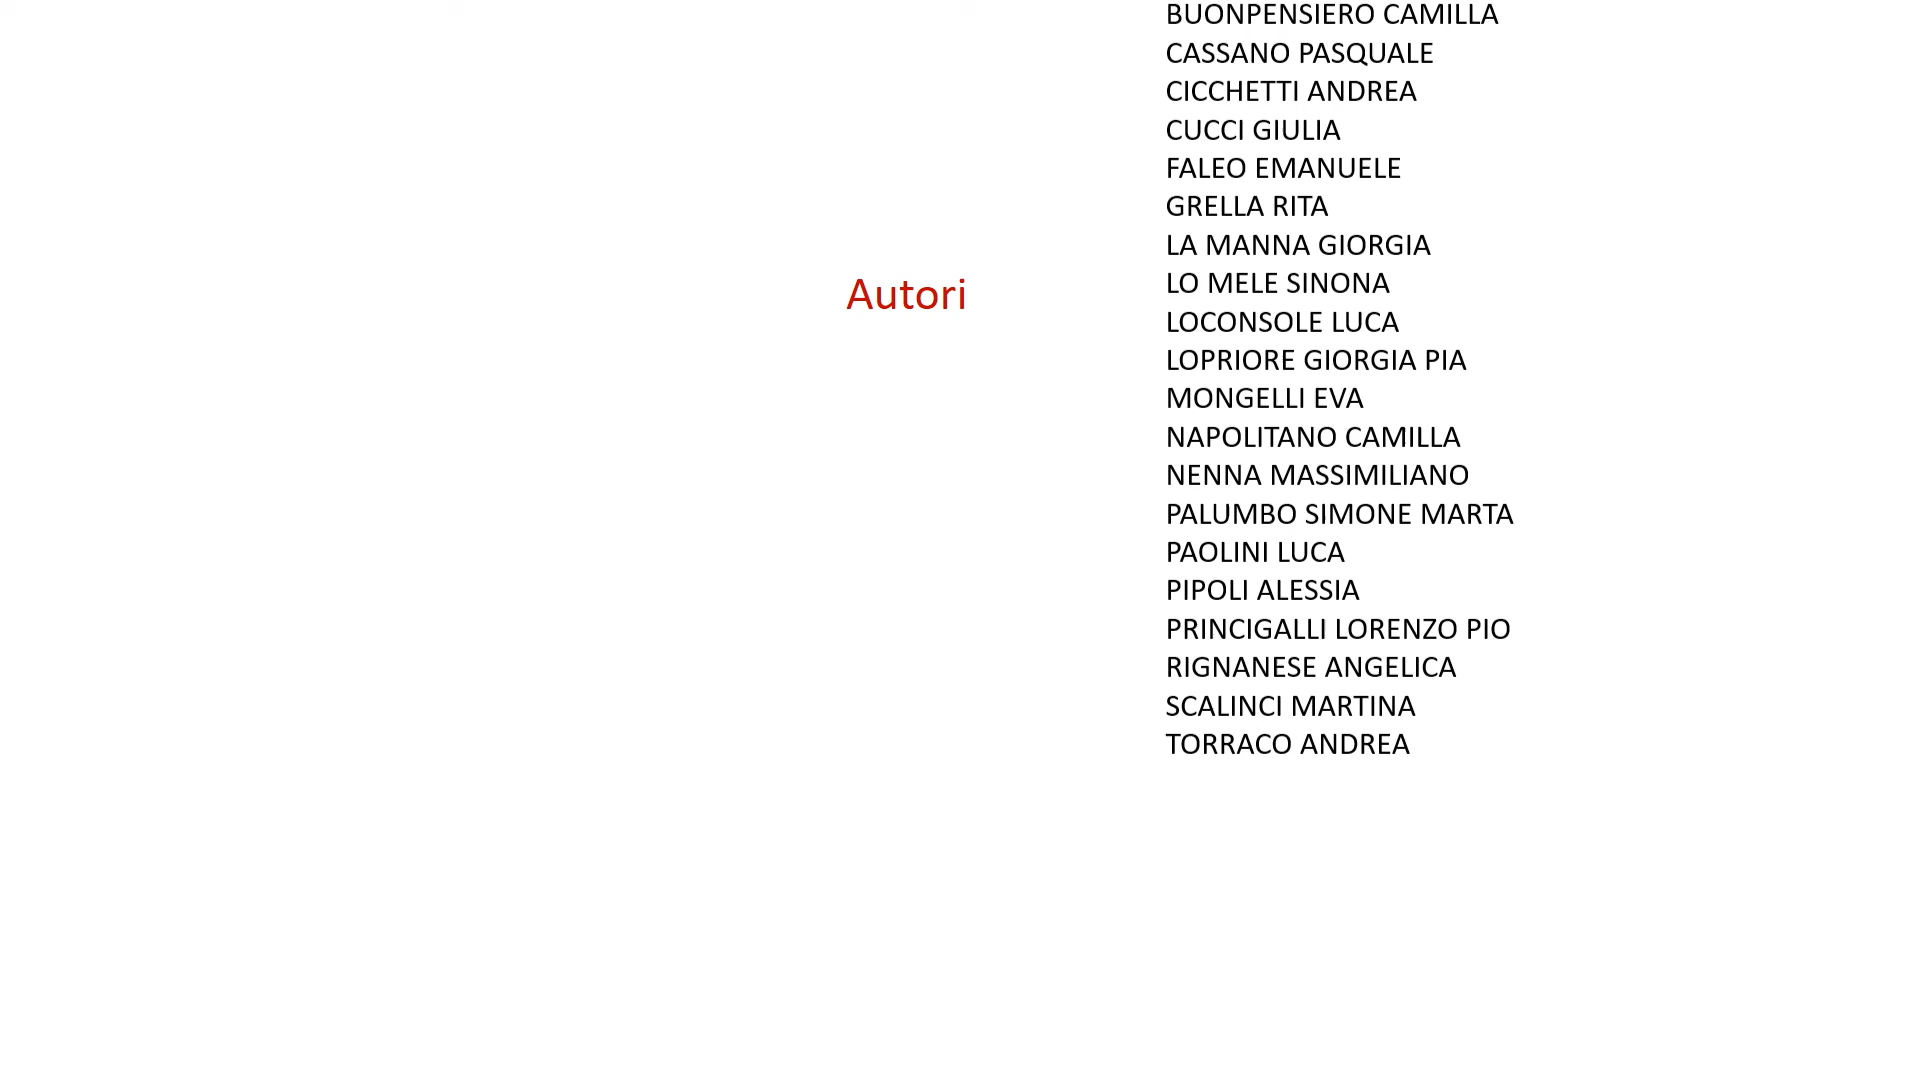 BUONPENSIERO CAMILLA
CASSANO PASQUALE
CICCHETTI ANDREA
CUCCI GIULIA
FALEO EMANUELE
GRELLA RITA
LA MANNA GIORGIA
Autori
LO MELE SINONA
LOCONSOLE LUCA
LOPRIORE GIORGIA PIA
MONGELLI EVA
NAPOLITANO CAMILLA
NENNA MASSIMILIANO
PALUMBO SIMONE MARTA
PAOLINI LUCA
PIPOLI ALESSIA
PRINCIGALLI LORENZO PIO
RIGNANESE ANGELICA
SCALINCI MARTINA
TORRACO ANDREA